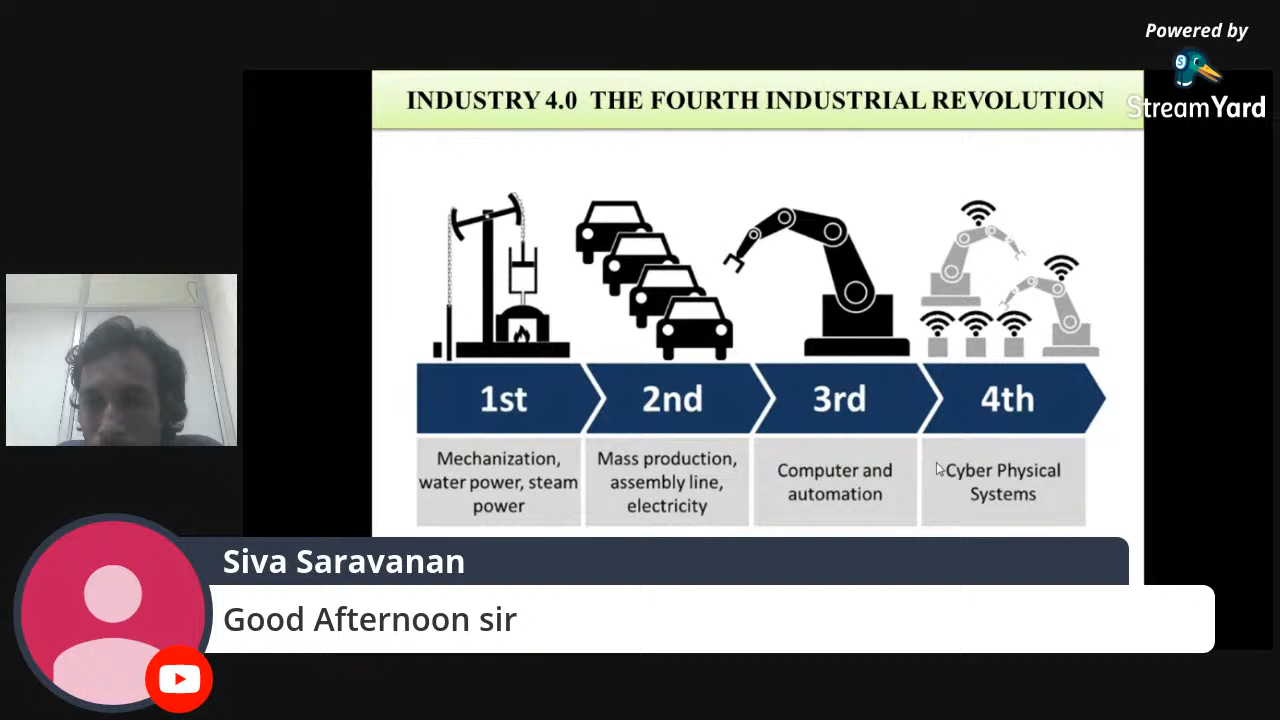 Powered by
StreamYard
INDUSTRY 4.0 THE FOURTH INDUSTRIAL REVOLUTION
1st
2nd
3rd
4th
Mechanization,
water power, steam
power
Mass production,
assembly line,
electricity
Computer and
automation
Cyber Physical
Systems
Siva Saravanan
Good Afternoon sir